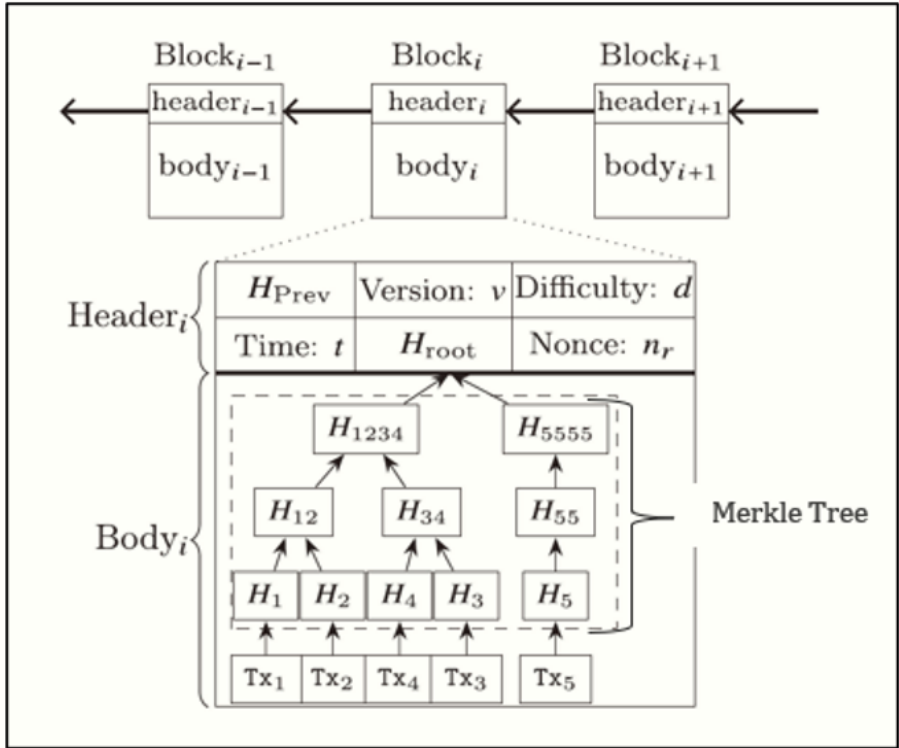 Block_{i−1} Block_i Block_{i+1}
header_{i−1} header_i header_{i+1}
body_{i−1} body_i body_{i+1}
Header_i
H_Prev Version: v Difficulty: d
Time: t H_root Nonce: n_r
Body_i
H_1234 H_5555
H_12 H_34 H_55
Merkle Tree
H_1 H_2 H_4 H_3 H_5
Tx_1 Tx_2 Tx_4 Tx_3 Tx_5